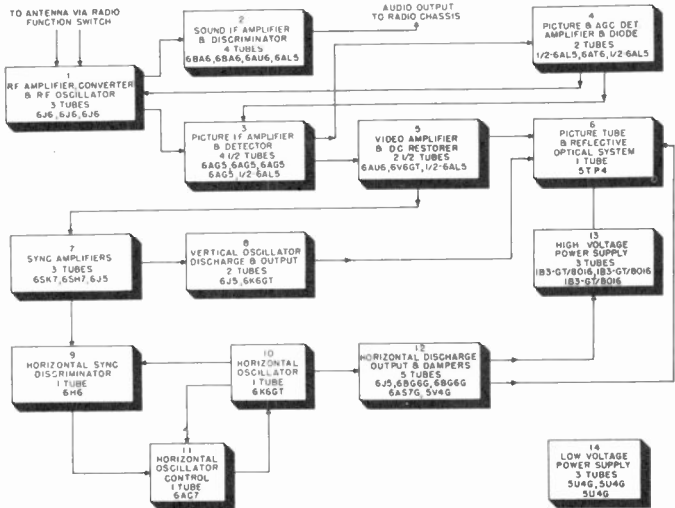 TO ANTENNA VIA RADIO
FUNCTION SWITCH
AUDIO OUTPUT
TO RADIO CHASSIS
1
RF AMPLIFIER, CONVERTER
& RF OSCILLATOR
3 TUBES
6J6, 6J6, 6J6
2
SOUND IF AMPLIFIER
& DISCRIMINATOR
4 TUBES
6BA6, 6BA6, 6AU6, 6AL5
4
PICTURE & AGC DET.
AMPLIFIER & DIODE
2 TUBES
1/2-6AL5, 6AT6, 1/2-6AL5
3
PICTURE IF AMPLIFIER
& DETECTOR
4 1/2 TUBES
6AG5, 6AG5, 6AG5
6AG5, 1/2-6AL5
5
VIDEO AMPLIFIER
& DC RESTORER
2 1/2 TUBES
6AU6, 6V6GT, 1/2-6AL5
6
PICTURE TUBE
& REFLECTIVE
OPTICAL SYSTEM
1 TUBE
5TP4
7
SYNC AMPLIFIERS
3 TUBES
6SK7, 6SH7, 6J5
8
VERTICAL OSCILLATOR
DISCHARGE & OUTPUT
2 TUBES
6J5, 6K6GT
13
HIGH VOLTAGE
POWER SUPPLY
3 TUBES
1B3-GT/8016, 1B3-GT/8016
1B3-GT/8016
9
HORIZONTAL SYNC
DISCRIMINATOR
1 TUBE
6H6
10
HORIZONTAL
OSCILLATOR
1 TUBE
6K6GT
12
HORIZONTAL DISCHARGE
OUTPUT & DAMPERS
5 TUBES
6J5, 6BG6G, 6BG6G
6AS7G, 5V4G
11
HORIZONTAL
OSCILLATOR
CONTROL
1 TUBE
6AC7
14
LOW VOLTAGE
POWER SUPPLY
3 TUBES
5U4G, 5U4G
5U4G